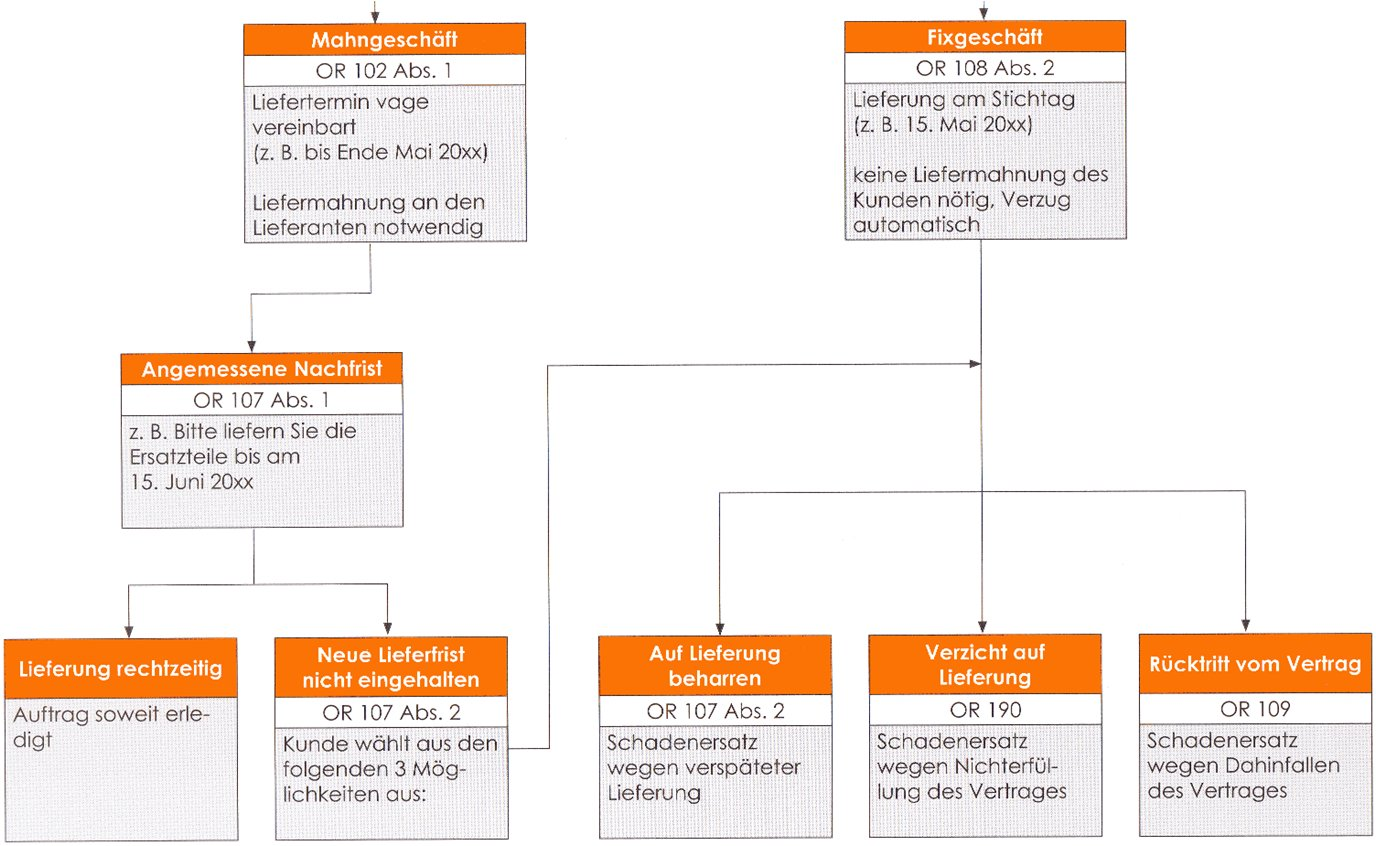 Mahngeschäft
OR 102 Abs. 1
Liefertermin vage
vereinbart
(z. B. bis Ende Mai 20xx)
Liefermahnung an den
Lieferanten notwendig
Fixgeschäft
OR 108 Abs. 2
Lieferung am Stichtag
(z. B. 15. Mai 20xx)
keine Liefermahnung des
Kunden nötig, Verzug
automatisch
Angemessene Nachfrist
OR 107 Abs. 1
z. B. Bitte liefern Sie die
Ersatzteile bis am
15. Juni 20xx
Lieferung rechtzeitig
Auftrag soweit erle-
digt
Neue Lieferfrist
nicht eingehalten
OR 107 Abs. 2
Kunde wählt aus den
folgenden 3 Mög-
lichkeiten aus:
Auf Lieferung
beharren
OR 107 Abs. 2
Schadenersatz
wegen verspäteter
Lieferung
Verzicht auf
Lieferung
OR 190
Schadenersatz
wegen Nichterfül-
lung des Vertrages
Rücktritt vom Vertrag
OR 109
Schadenersatz
wegen Dahinfallen
des Vertrages